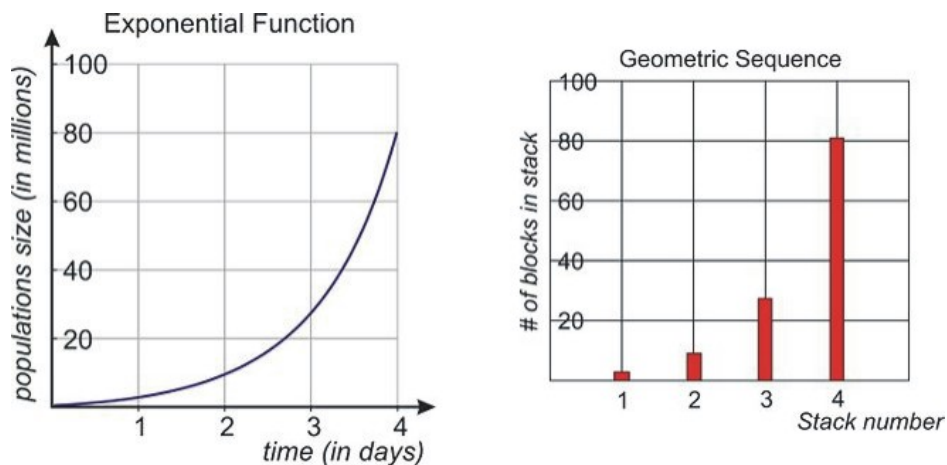 Exponential Function
populations size (in millions)
100
80
60
40
20
1 2 3 4
time (in days)
Geometric Sequence
# of blocks in stack
100
80
60
40
20
1 2 3 4
Stack number